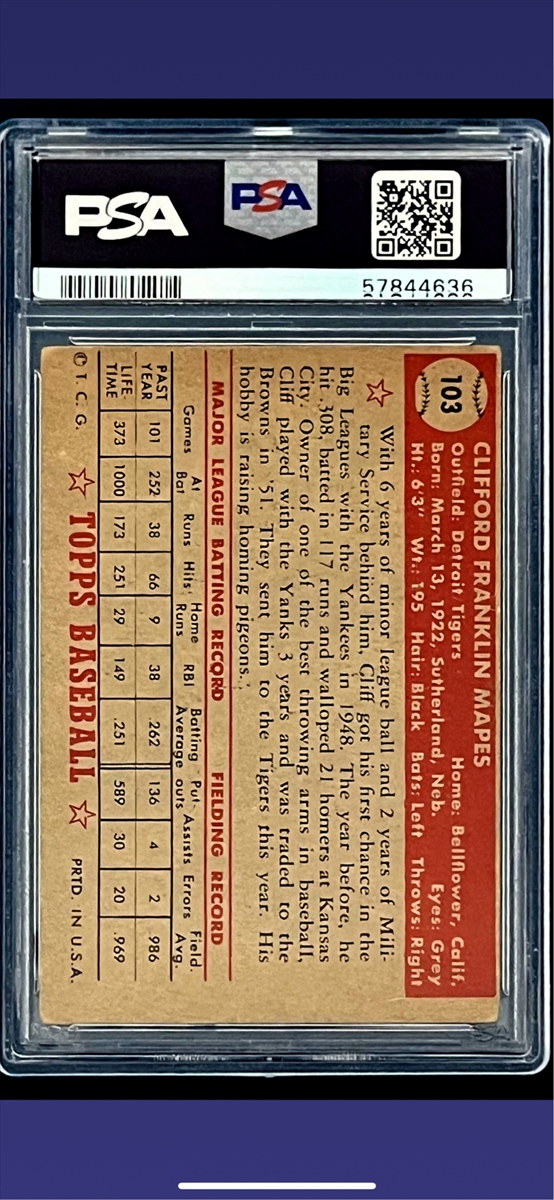 PSA
PSA
57844636
103
CLIFFORD FRANKLIN MAPES
Outfield: Detroit Tigers Home: Bellflower, Calif.
Born: March 13, 1922, Sutherland, Neb. Eyes: Grey
Ht.: 6'3" Wt.: 195 Hair: Black Bats: Left Throws: Right
With 6 years of minor league ball and 2 years of Mili-
tary Service behind him, Cliff got his first chance in the
Big Leagues with the Yankees in 1948. The year before, he
hit .308, batted in 117 runs and walloped 21 homers at Kansas
City. Owner of one of the best throwing arms in baseball,
Cliff played with the Yanks 3 years and was traded to the
Browns in '51. They sent him to the Tigers this year. His
hobby is raising homing pigeons.
MAJOR LEAGUE BATTING RECORD FIELDING RECORD
Games At Bat Runs Hits Home Runs RBI Batting Average Put-outs Assists Errors Field. Avg.
PAST YEAR 101 252 38 66 9 38 .262 136 4 2 .986
LIFE TIME 373 1000 173 251 29 149 .251 589 30 20 .969
© T. C. G. TOPPS BASEBALL PRTD. IN U.S.A.